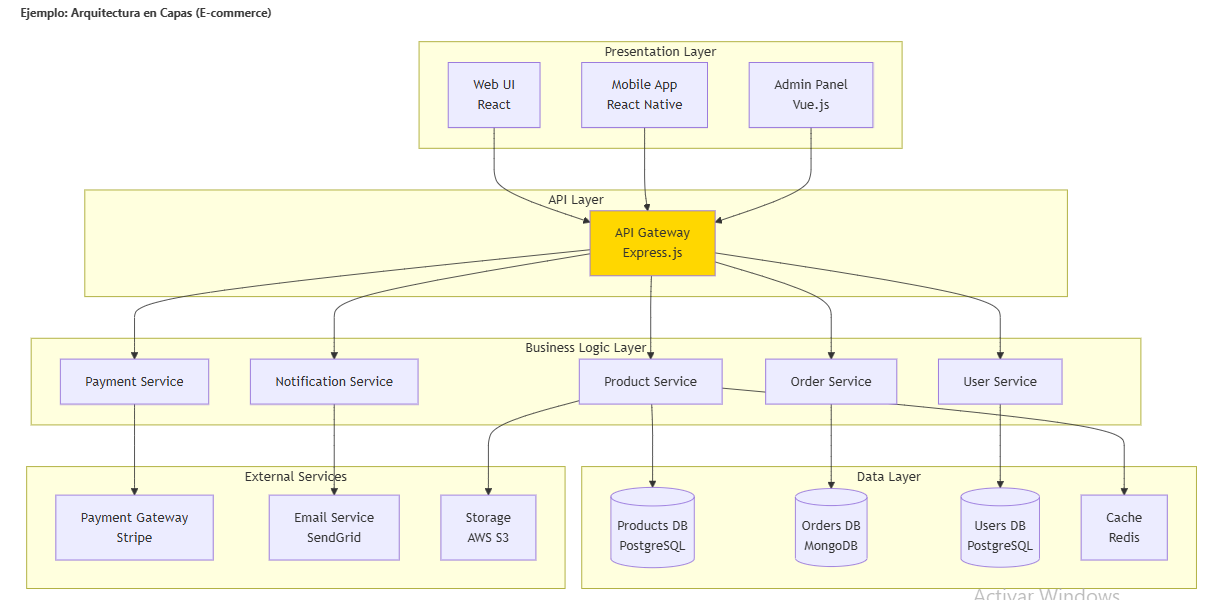 Ejemplo: Arquitectura en Capas (E-commerce)
Presentation Layer
Web UI
React
Mobile App
React Native
Admin Panel
Vue.js
API Layer
API Gateway
Express.js
Business Logic Layer
Payment Service
Notification Service
Product Service
Order Service
User Service
External Services
Payment Gateway
Stripe
Email Service
SendGrid
Storage
AWS S3
Data Layer
Products DB
PostgreSQL
Orders DB
MongoDB
Users DB
PostgreSQL
Cache
Redis
Activar Windows